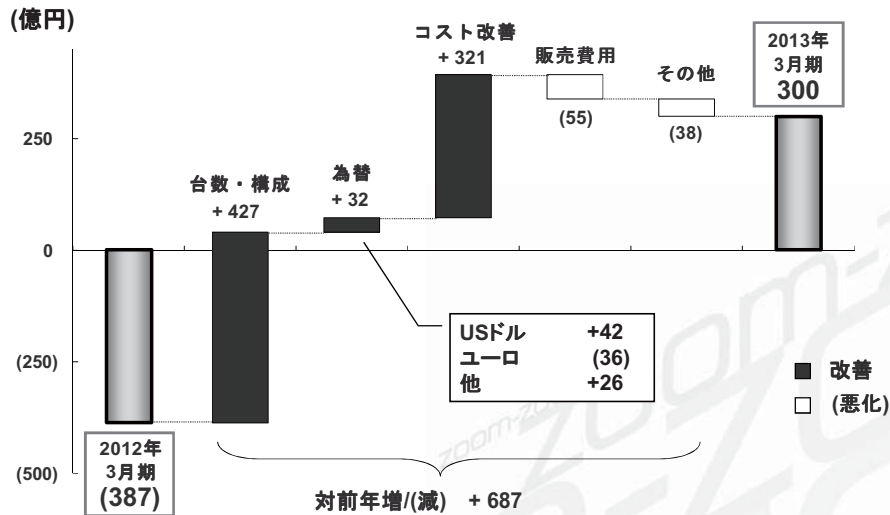 (億円)
コスト改善
+ 321
販売費用
その他
2013年
3月期
300
250
(55)
(38)
台数・構成
+ 427
為替
+ 32
0
USドル +42
ユーロ (36)
他 +26
改善
(悪化)
(250)
2012年
3月期
(387)
(500)
対前年増/(減) + 687
zoom-zoom